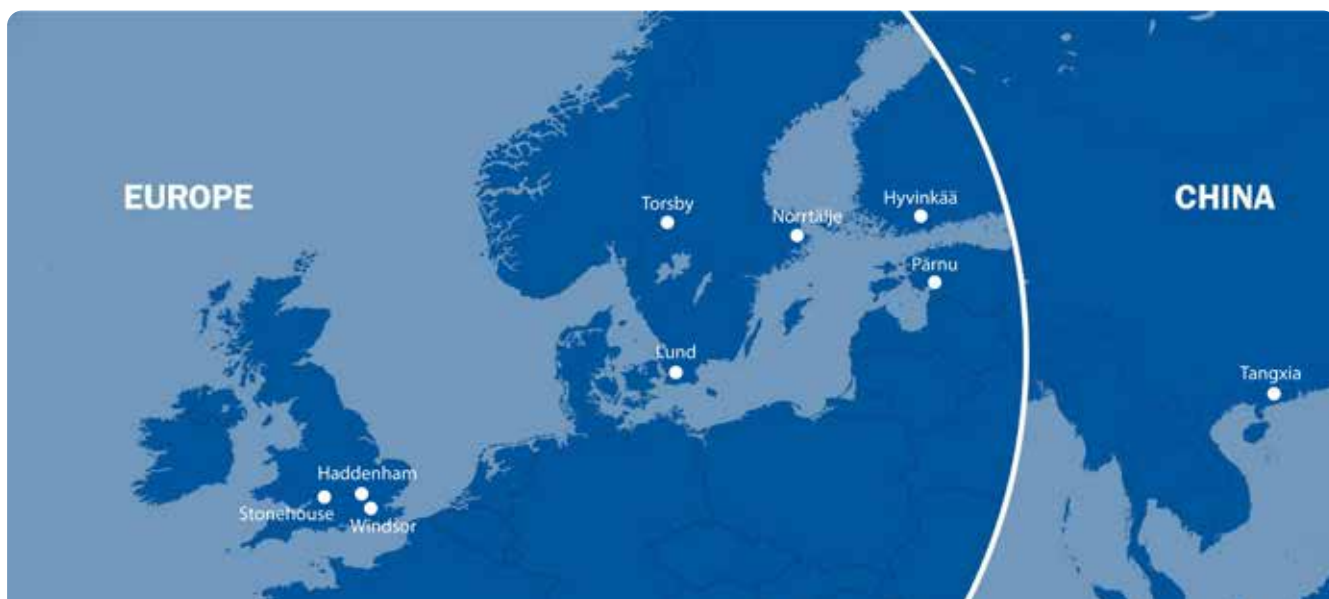 EUROPE
CHINA
Torsby
Norrtälje
Hyvinkää
Pärnu
Lund
Tangxia
Haddenham
Stonehouse
Windsor